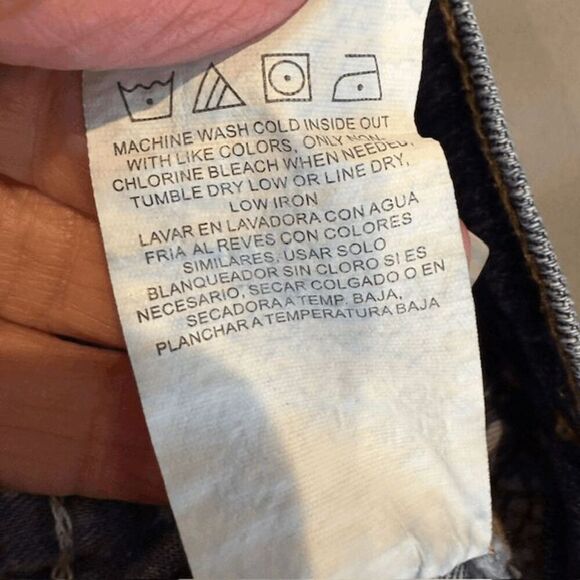 MACHINE WASH COLD INSIDE OUT
WITH LIKE COLORS, ONLY NON
CHLORINE BLEACH WHEN NEEDED,
TUMBLE DRY LOW OR LINE DRY,
LOW IRON
LAVAR EN LAVADORA CON AGUA
FRIA AL REVES CON COLORES
SIMILARES. USAR SOLO
BLANQUEADOR SIN CLORO SI ES
NECESARIO, SECAR COLGADO O EN
SECADORA A TEMP. BAJA,
PLANCHAR A TEMPERATURA BAJA